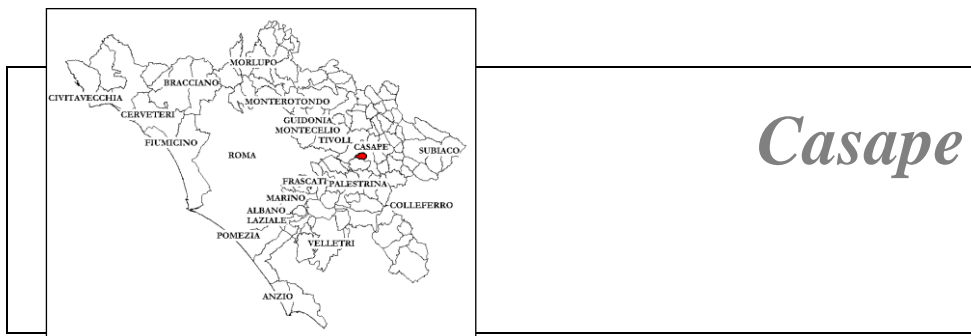 MORLUPO
BRACCIANO
CIVITAVECCHIA
MONTEROTONDO
CERVETERI
GUIDONIA
MONTECELIO
TIVOLI
FIUMICINO
CASAPE
SUBIACO
ROMA
FRASCATI
PALESTRINA
MARINO
COLLEFERRO
ALBANO
LAZIALE
POMEZIA
VELLETRI
ANZIO
Casape